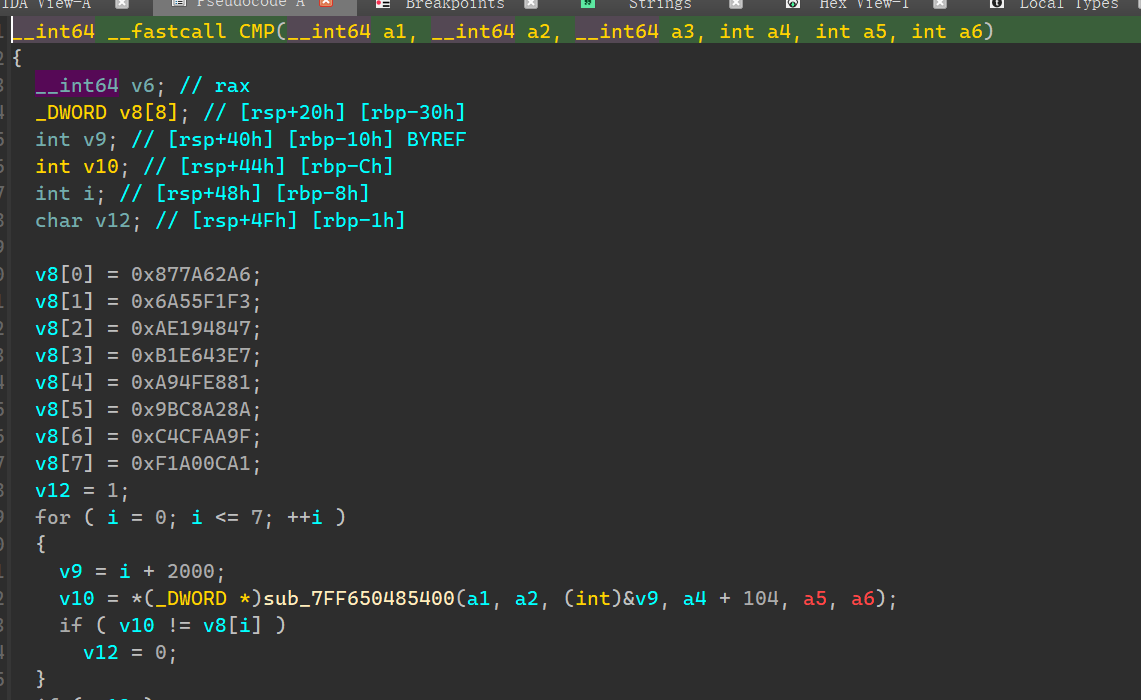 IDA View-A Pseudocode A Breakpoints Strings Hex View-1 Local Types
__int64 __fastcall CMP(__int64 a1, __int64 a2, __int64 a3, int a4, int a5, int a6)
{
__int64 v6; // rax
_DWORD v8[8]; // [rsp+20h] [rbp-30h]
int v9; // [rsp+40h] [rbp-10h] BYREF
int v10; // [rsp+44h] [rbp-Ch]
int i; // [rsp+48h] [rbp-8h]
char v12; // [rsp+4Fh] [rbp-1h]
v8[0] = 0x877A62A6;
v8[1] = 0x6A55F1F3;
v8[2] = 0xAE194847;
v8[3] = 0xB1E643E7;
v8[4] = 0xA94FE881;
v8[5] = 0x9BC8A28A;
v8[6] = 0xC4CFAA9F;
v8[7] = 0xF1A00CA1;
v12 = 1;
for ( i = 0; i <= 7; ++i )
{
v9 = i + 2000;
v10 = *(_DWORD *)sub_7FF650485400(a1, a2, (int)&v9, a4 + 104, a5, a6);
if ( v10 != v8[i] )
v12 = 0;
}